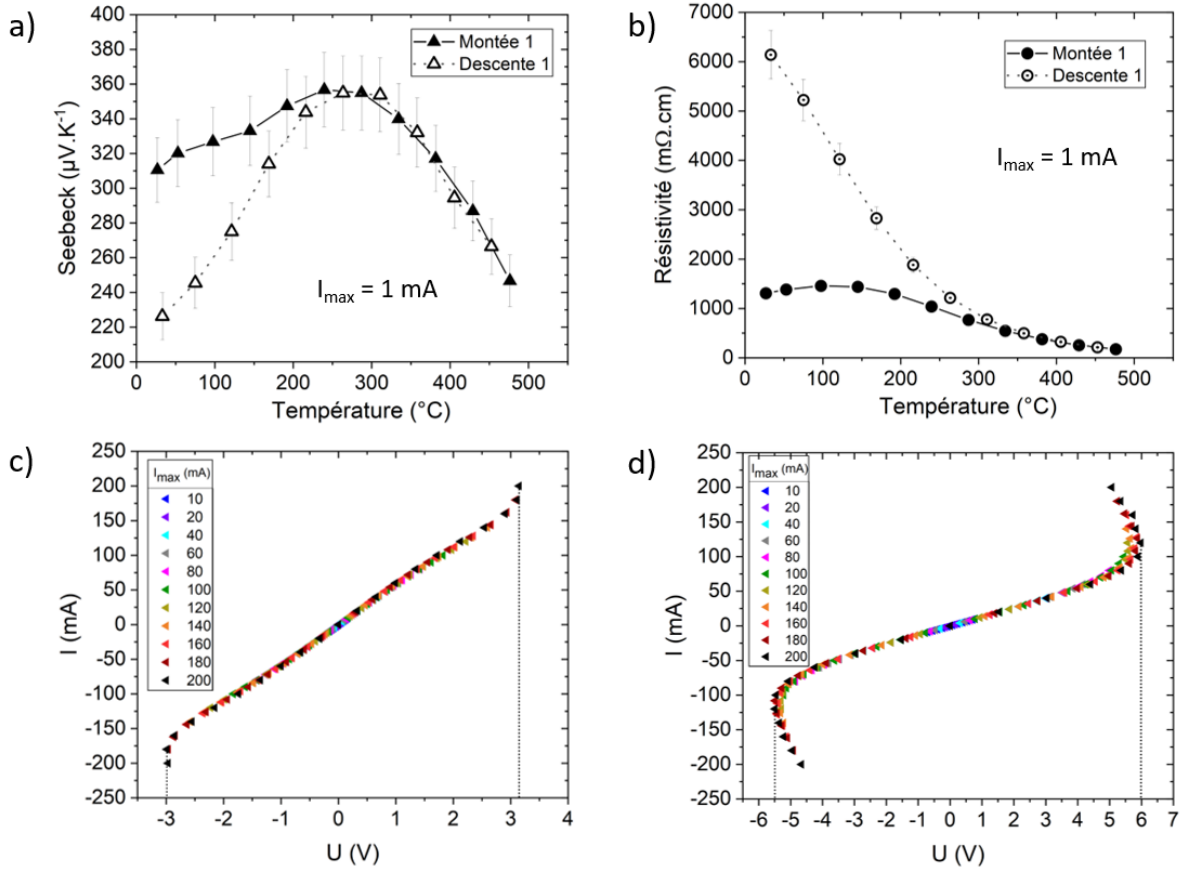 a)
400
380
360
340
320
300
280
260
240
220
200
Seebeck (µV.K⁻¹)
Montée 1
Descente 1
I_max = 1 mA
0 100 200 300 400 500
Température (°C)
b)
7000
6000
5000
4000
3000
2000
1000
0
Résistivité (mΩ.cm)
Montée 1
Descente 1
I_max = 1 mA
0 100 200 300 400 500
Température (°C)
c)
250
200
150
100
50
0
-50
-100
-150
-200
-250
I (mA)
I_max (mA)
10
20
40
60
80
100
120
140
160
180
200
-4 -3 -2 -1 0 1 2 3 4
U (V)
d)
250
200
150
100
50
0
-50
-100
-150
-200
-250
I (mA)
I_max (mA)
10
20
40
60
80
100
120
140
160
180
200
-6 -5 -4 -3 -2 -1 0 1 2 3 4 5 6 7
U (V)